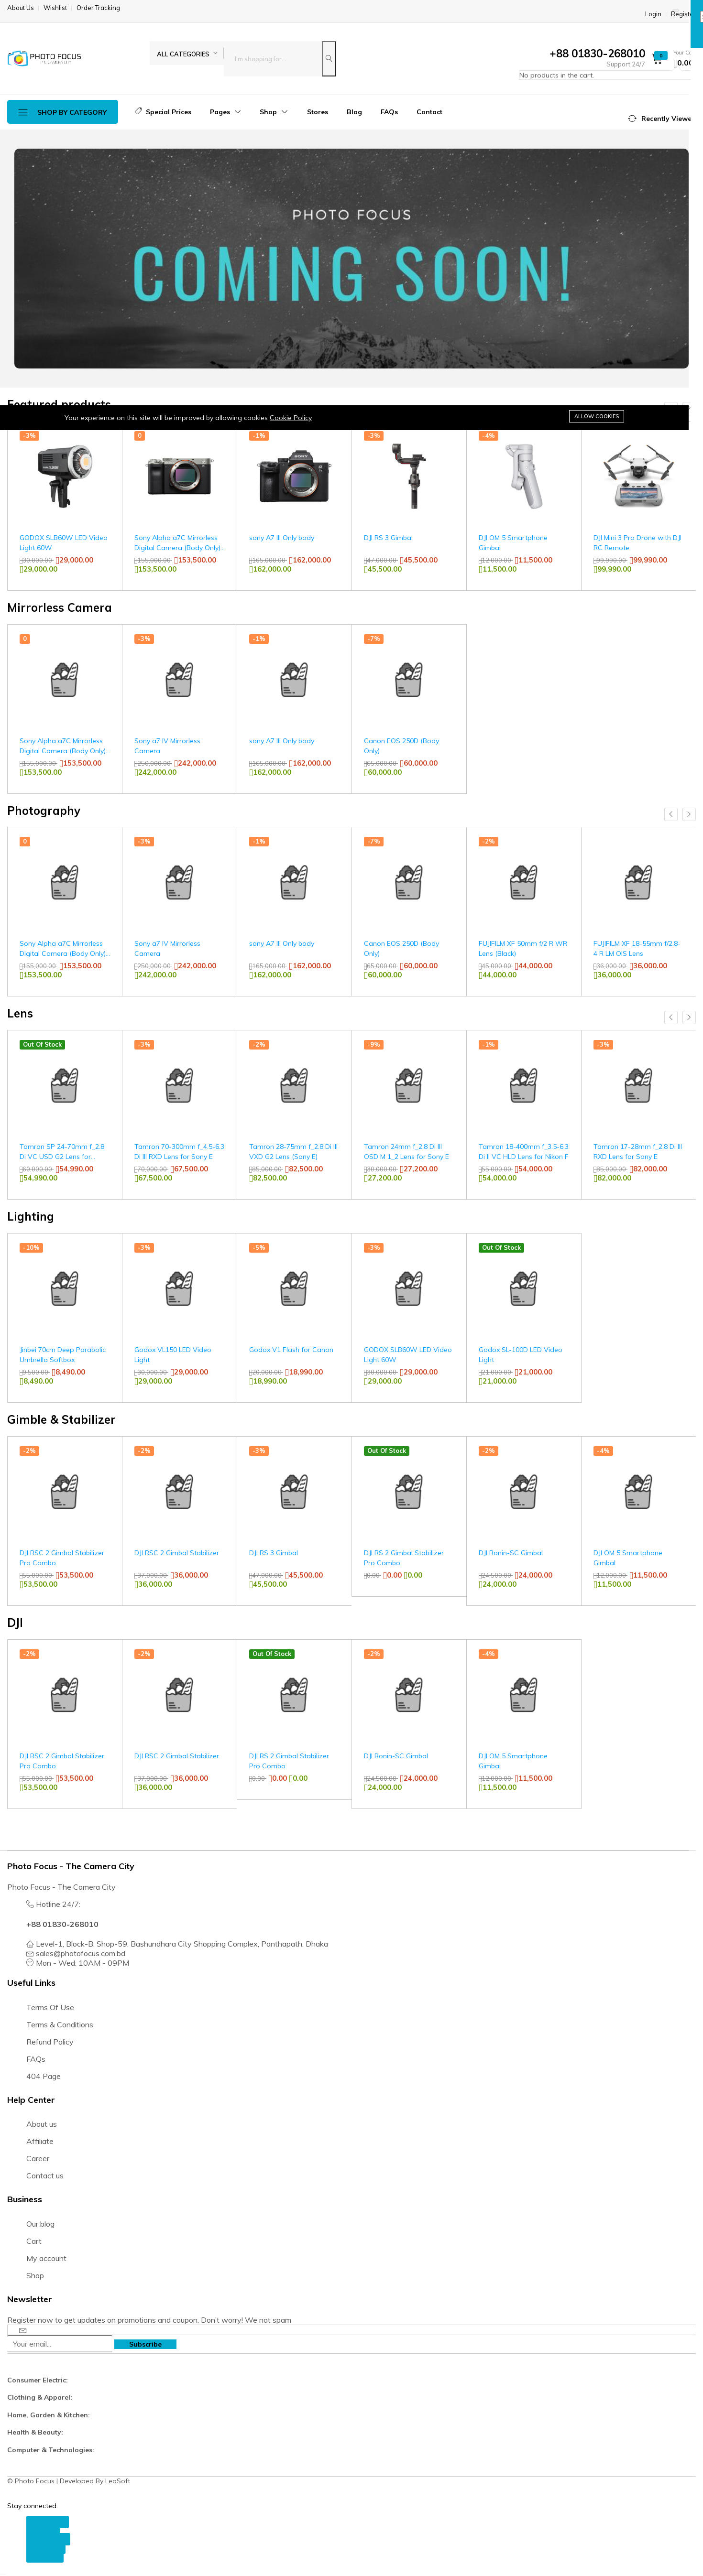 About Us Wishlist Order Tracking
Login
PHOTO FOCUS
ALL CATEGORIES
I'm shopping for...
+88 01830-268010
Support 24/7
0
0.00
No products in the cart.
SHOP BY CATEGORY
Special Prices Pages Shop Stores Blog FAQs Contact
Recently
PHOTO FOCUS
COMING SOON!
Featured products
Your experience on this site will be improved by allowing cookies Cookie Policy
ALLOW COOKIES
-3% 0 -1% -3% -4%
GODOX SLB60W LED Video Light 60W
30,000.00 29,000.00
29,000.00
Sony Alpha a7C Mirrorless Digital Camera (Body Only)...
155,000.00 153,500.00
153,500.00
sony A7 III Only body
165,000.00 162,000.00
162,000.00
DJI RS 3 Gimbal
47,000.00 45,500.00
45,500.00
DJI OM 5 Smartphone Gimbal
12,000.00 11,500.00
11,500.00
DJI Mini 3 Pro Drone with DJI RC Remote
99,990.00 99,990.00
99,990.00
Mirrorless Camera
0 -3% -1% -7%
Sony Alpha a7C Mirrorless Digital Camera (Body Only)...
155,000.00 153,500.00
153,500.00
Sony a7 IV Mirrorless Camera
250,000.00 242,000.00
242,000.00
sony A7 III Only body
165,000.00 162,000.00
162,000.00
Canon EOS 250D (Body Only)
65,000.00 60,000.00
60,000.00
Photography
0 -3% -1% -7% -2%
Sony Alpha a7C Mirrorless Digital Camera (Body Only)...
155,000.00 153,500.00
153,500.00
Sony a7 IV Mirrorless Camera
250,000.00 242,000.00
242,000.00
sony A7 III Only body
165,000.00 162,000.00
162,000.00
Canon EOS 250D (Body Only)
65,000.00 60,000.00
60,000.00
FUJIFILM XF 50mm f/2 R WR Lens (Black)
45,000.00 44,000.00
44,000.00
FUJIFILM XF 18-55mm f/2.8-4 R LM OIS Lens
36,000.00 36,000.00
36,000.00
Lens
Out Of Stock -3% -2% -9% -1% -3%
Tamron SP 24-70mm f_2.8 Di VC USD G2 Lens for...
60,000.00 54,990.00
54,990.00
Tamron 70-300mm f_4.5-6.3 Di III RXD Lens for Sony E
70,000.00 67,500.00
67,500.00
Tamron 28-75mm f_2.8 Di III VXD G2 Lens (Sony E)
85,000.00 82,500.00
82,500.00
Tamron 24mm f_2.8 Di III OSD M 1_2 Lens for Sony E
30,000.00 27,200.00
27,200.00
Tamron 18-400mm f_3.5-6.3 Di II VC HLD Lens for Nikon F
55,000.00 54,000.00
54,000.00
Tamron 17-28mm f_2.8 Di III RXD Lens for Sony E
85,000.00 82,000.00
82,000.00
Lighting
-10% -3% -5% -3% Out Of Stock
Jinbei 70cm Deep Parabolic Umbrella Softbox
9,500.00 8,490.00
8,490.00
Godox VL150 LED Video Light
30,000.00 29,000.00
29,000.00
Godox V1 Flash for Canon
20,000.00 18,990.00
18,990.00
GODOX SLB60W LED Video Light 60W
30,000.00 29,000.00
29,000.00
Godox SL-100D LED Video Light
21,000.00 21,000.00
21,000.00
Gimble & Stabilizer
-2% -2% -3% Out Of Stock -2% -4%
DJI RSC 2 Gimbal Stabilizer Pro Combo
55,000.00 53,500.00
53,500.00
DJI RSC 2 Gimbal Stabilizer
37,000.00 36,000.00
36,000.00
DJI RS 3 Gimbal
47,000.00 45,500.00
45,500.00
DJI RS 2 Gimbal Stabilizer Pro Combo
0.00 0.00 0.00
DJI Ronin-SC Gimbal
24,500.00 24,000.00
24,000.00
DJI OM 5 Smartphone Gimbal
12,000.00 11,500.00
11,500.00
DJI
-2% -2% Out Of Stock -2% -4%
DJI RSC 2 Gimbal Stabilizer Pro Combo
55,000.00 53,500.00
53,500.00
DJI RSC 2 Gimbal Stabilizer
37,000.00 36,000.00
36,000.00
DJI RS 2 Gimbal Stabilizer Pro Combo
0.00 0.00 0.00
DJI Ronin-SC Gimbal
24,500.00 24,000.00
24,000.00
DJI OM 5 Smartphone Gimbal
12,000.00 11,500.00
11,500.00
Photo Focus - The Camera City
Photo Focus - The Camera City
Hotline 24/7:
+88 01830-268010
Level-1, Block-B, Shop-59, Bashundhara City Shopping Complex, Panthapath, Dhaka
sales@photofocus.com.bd
Mon - Wed: 10AM - 09PM
Useful Links
Terms Of Use
Terms & Conditions
Refund Policy
FAQs
404 Page
Help Center
About us
Affiliate
Career
Contact us
Business
Our blog
Cart
My account
Shop
Newsletter
Register now to get updates on promotions and coupon. Don't worry! We not spam
Your email...
Subscribe
Consumer Electric:
Clothing & Apparel:
Home, Garden & Kitchen:
Health & Beauty:
Computer & Technologies:
© Photo Focus | Developed By LeoSoft
Stay connected: